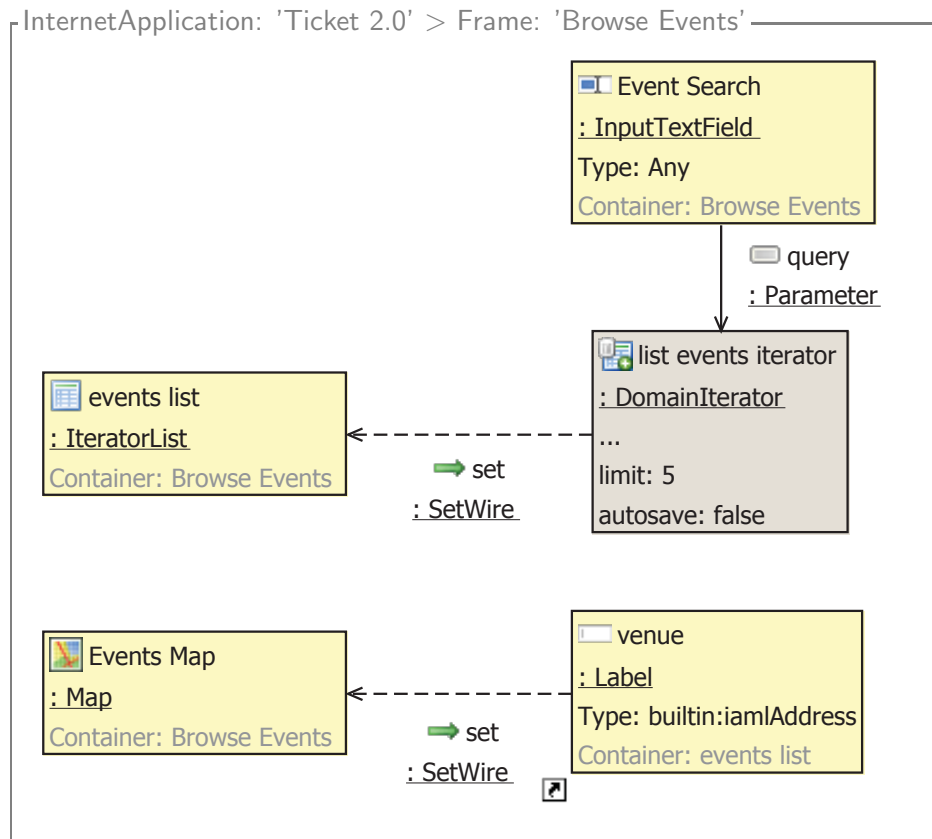 InternetApplication: 'Ticket 2.0' > Frame: 'Browse Events'
Event Search
: InputTextField
Type: Any
Container: Browse Events
query
: Parameter
list events iterator
: DomainIterator
...
limit: 5
autosave: false
events list
: IteratorList
Container: Browse Events
set
: SetWire
Events Map
: Map
Container: Browse Events
set
: SetWire
venue
: Label
Type: builtin:iamlAddress
Container: events list